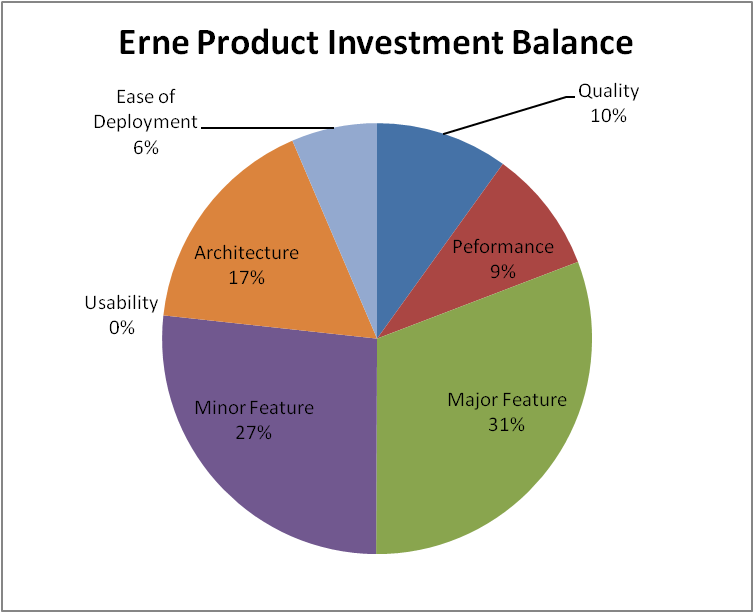 Erne Product Investment Balance
Ease of
Deployment
6%
Quality
10%
Architecture
17%
Peformance
9%
Usability
0%
Minor Feature
27%
Major Feature
31%